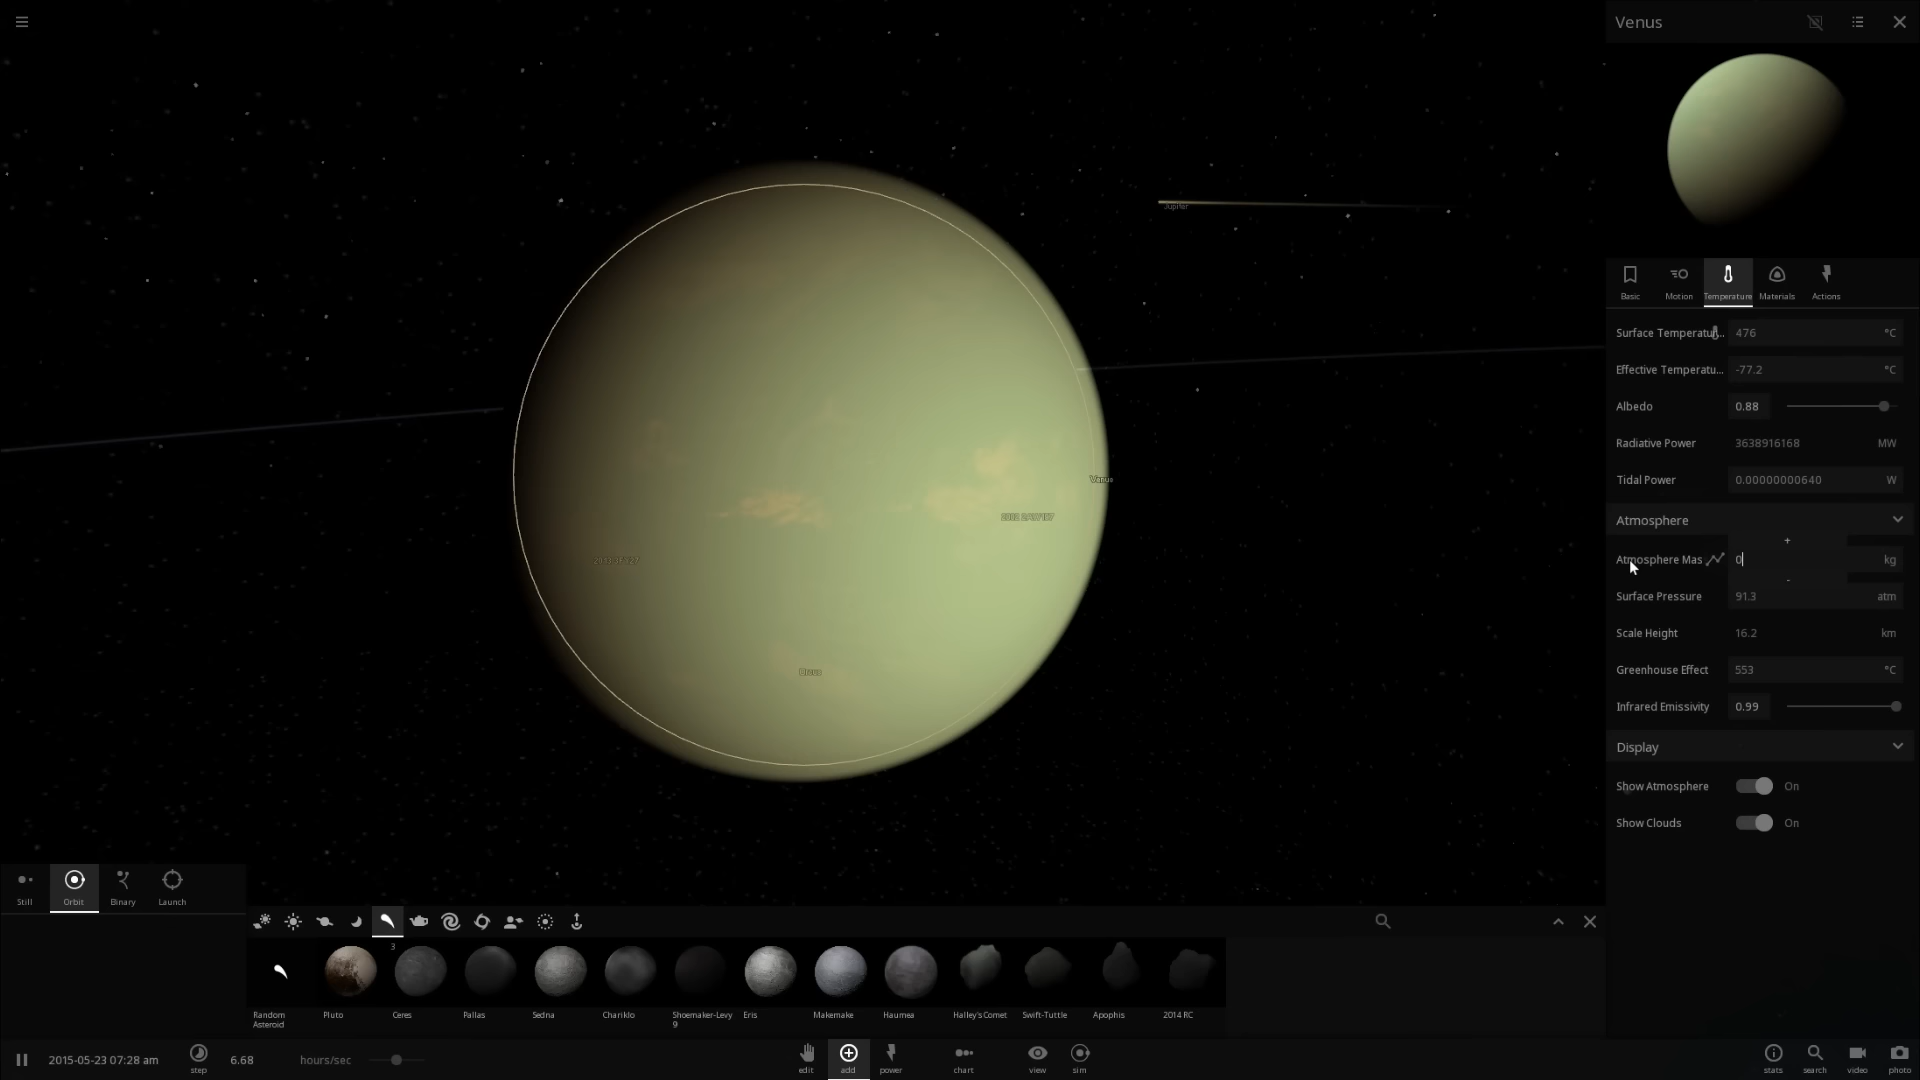 Venus
Jupiter
Basic
Motion
Temperature
Materials
Actions
Surface Temperatu... 476 °C
Effective Temperatu... -77.2 °C
Albedo 0.88
Radiative Power 3638916168 MW
Tidal Power 0.00000000640 W
Atmosphere
+
Atmosphere Mas 0 kg
-
Surface Pressure 91.3 atm
Scale Height 16.2 km
Greenhouse Effect 553 °C
Infrared Emissivity 0.99
Display
Show Atmosphere On
Show Clouds On
Venus
Still
Orbit
Binary
Launch
3
Random Asteroid
Pluto
Ceres
Pallas
Sedna
Chariklo
Shoemaker-Levy 9
Eris
Makemake
Haumea
Halley's Comet
Swift-Tuttle
Apophis
2014 RC
2015-05-23 07:28 am
step
6.68 hours/sec
edit
add
power
chart
view
sim
stats
search
video
photo